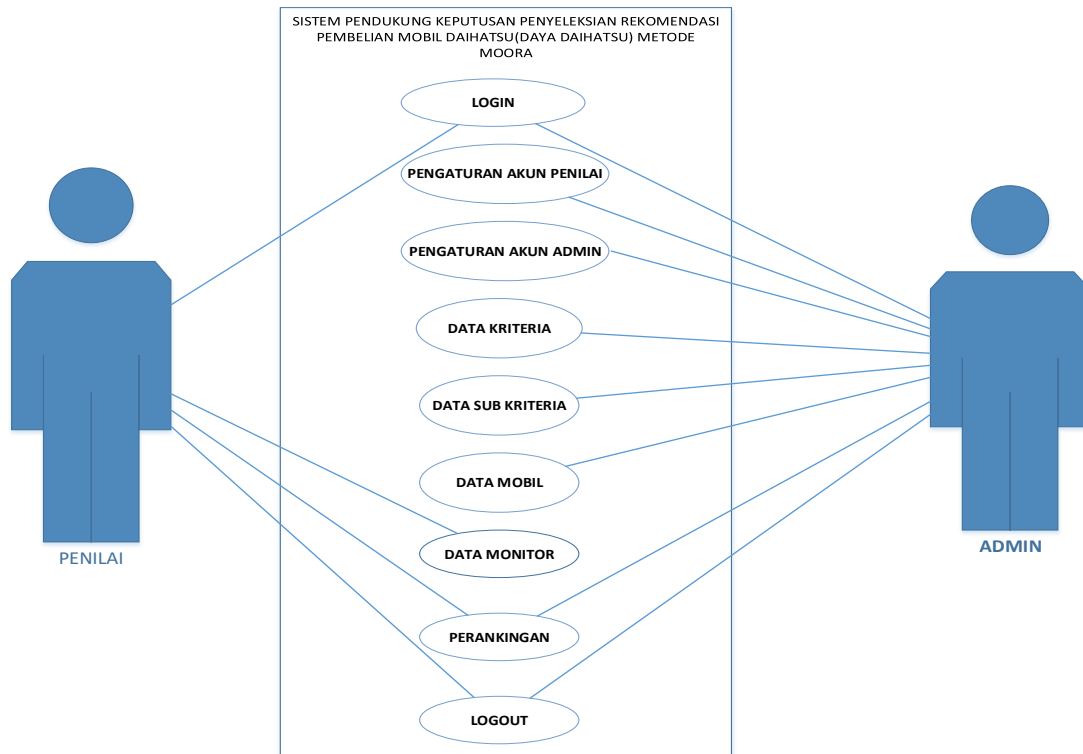 SISTEM PENDUKUNG KEPUTUSAN PENYELEKSIAN REKOMENDASI
PEMBELIAN MOBIL DAIHATSU(DAYA DAIHATSU) METODE
MOORA
LOGIN
PENGATURAN AKUN PENILAI
PENGATURAN AKUN ADMIN
DATA KRITERIA
DATA SUB KRITERIA
DATA MOBIL
DATA MONITOR
PERANKINGAN
LOGOUT
PENILAI
ADMIN